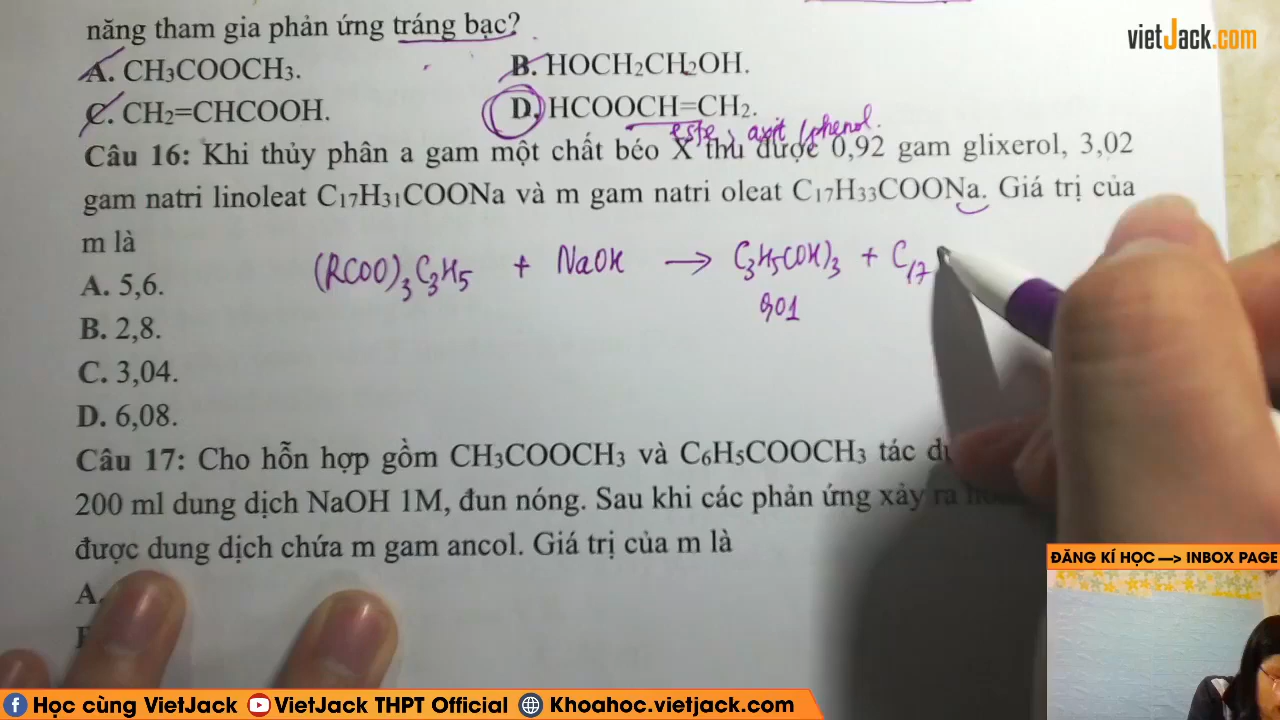 năng tham gia phản ứng tráng bạc?
vietJack.com
A. CH₃COOCH₃. B. HOCH₂CH₂OH.
C. CH₂=CHCOOH. D. HCOOCH=CH₂.
este, axit, phenol.
Câu 16: Khi thủy phân a gam một chất béo X thu được 0,92 gam glixerol, 3,02
gam natri linoleat C₁₇H₃₁COONa và m gam natri oleat C₁₇H₃₃COONa. Giá trị của
m là
(RCOO)₃C₃H₅ + NaOH → C₃H₅(OH)₃ + C₁₇
0,01
A. 5,6.
B. 2,8.
C. 3,04.
D. 6,08.
Câu 17: Cho hỗn hợp gồm CH₃COOCH₃ và C₆H₅COOCH₃ tác
200 ml dung dịch NaOH 1M, đun nóng. Sau khi các phản ứng xảy ra
được dung dịch chứa m gam ancol. Giá trị của m là
A.
ĐĂNG KÍ HỌC —> INBOX PAGE
Học cùng VietJack VietJack THPT Official Khoahoc.vietjack.com